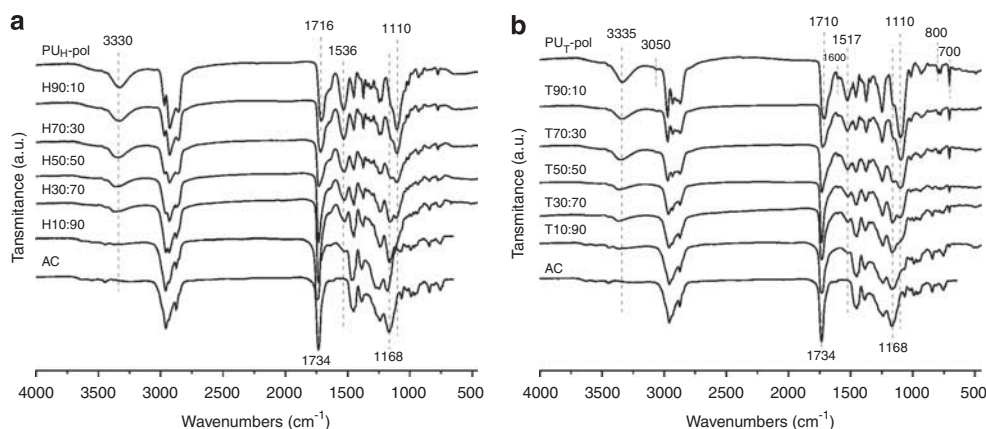 a
3330
1716
1536
1110
PUH-pol
H90:10
H70:30
H50:50
H30:70
H10:90
AC
1734
1168
Tansmitance (a.u.)
4000 3500 3000 2500 2000 1500 1000 500
Wavenumbers (cm-1)
b
3335
3050
1710
1600
1517
1110
800
700
PUT-pol
T90:10
T70:30
T50:50
T30:70
T10:90
AC
1734
1168
Tansmitance (a.u.)
4000 3500 3000 2500 2000 1500 1000 500
Wavenumbers (cm-1)